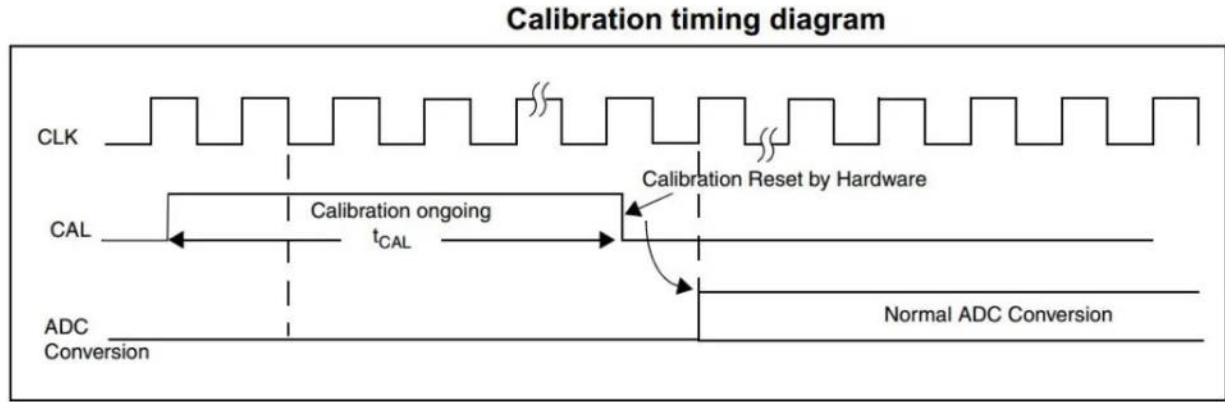 Calibration timing diagram
CLK
Calibration Reset by Hardware
CAL
Calibration ongoing
tCAL
Normal ADC Conversion
ADC
Conversion